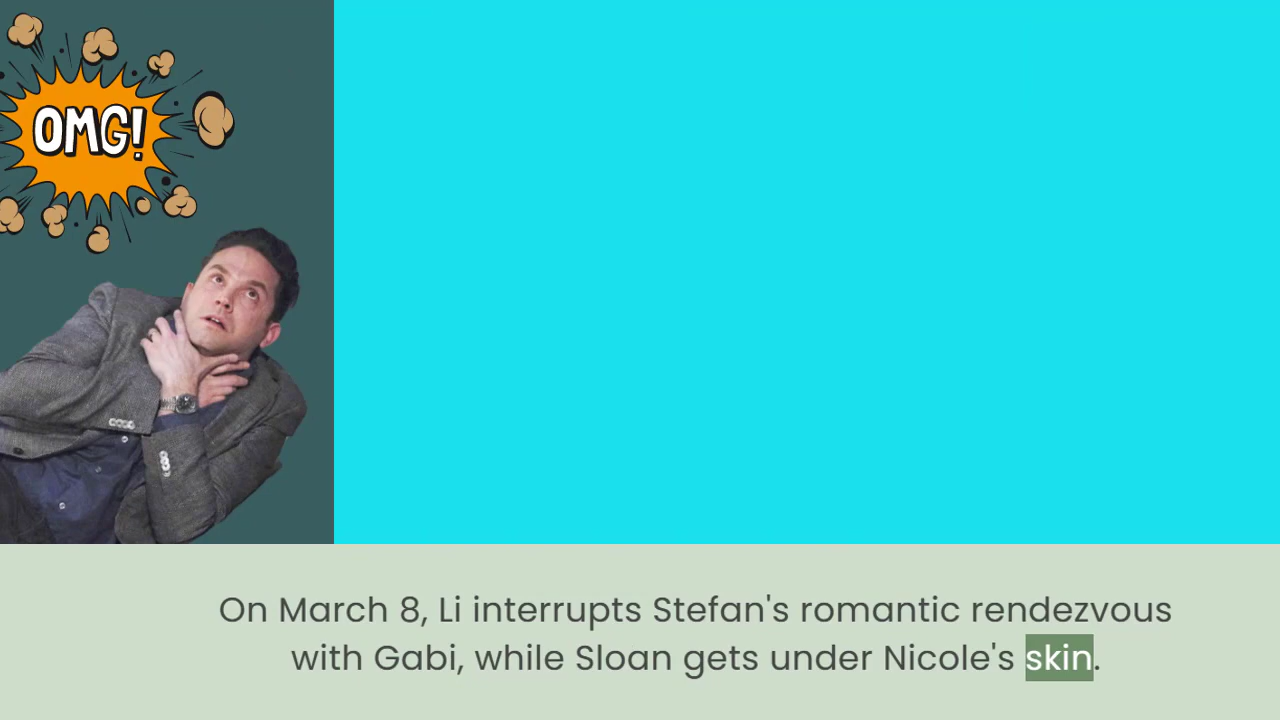 OMG!
On March 8, Li interrupts Stefan's romantic rendezvous
with Gabi, while Sloan gets under Nicole's skin.